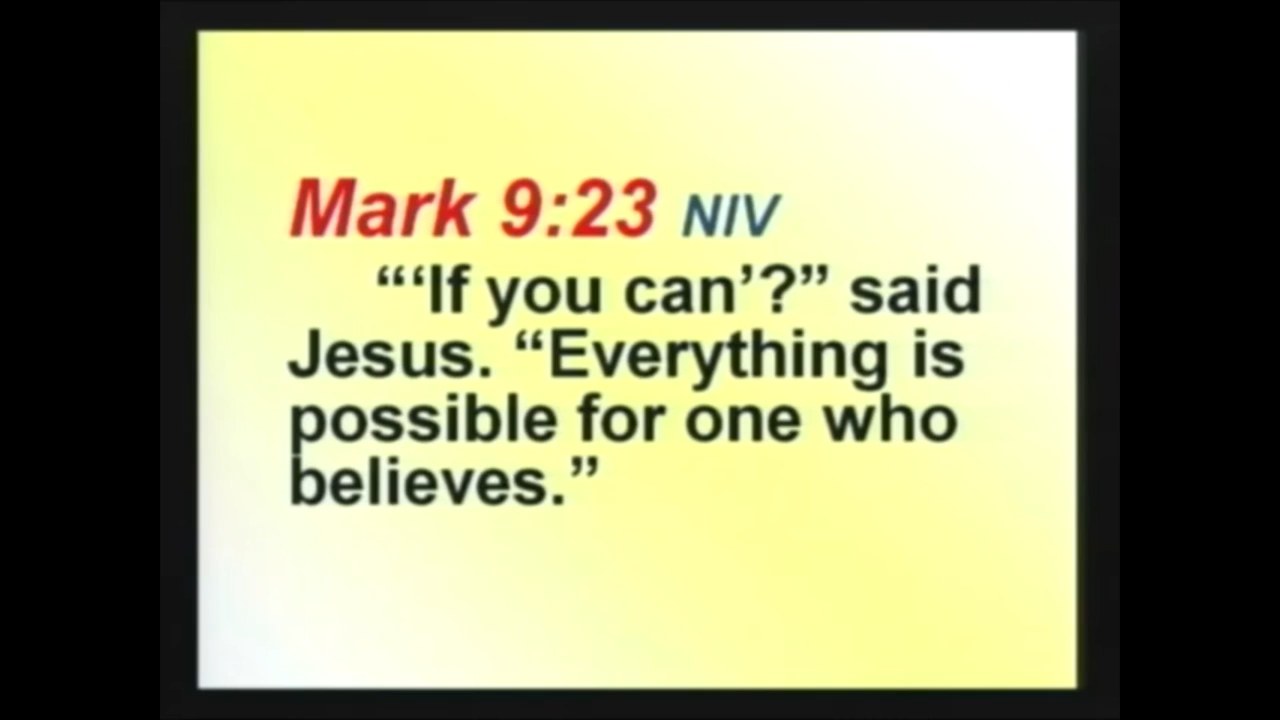 Mark 9:23 NIV
“‘If you can’?” said
Jesus. “Everything is
possible for one who
believes.”